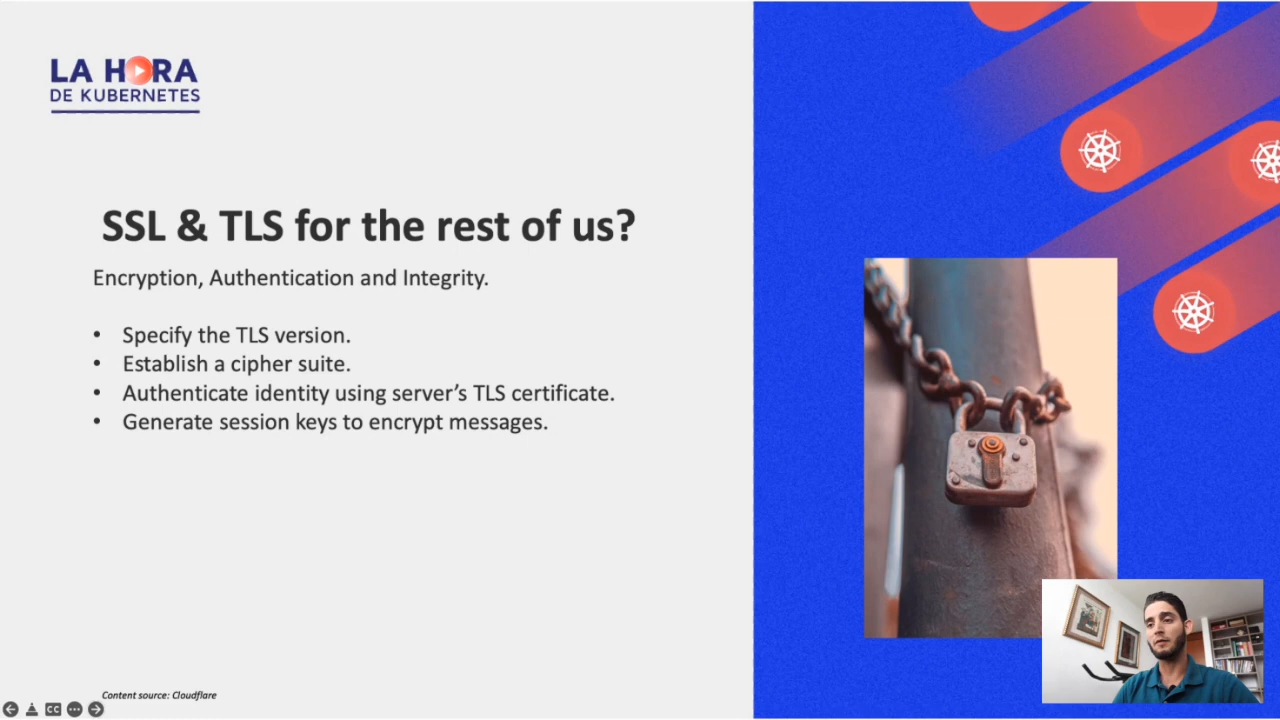 LA HORA
DE KUBERNETES
SSL & TLS for the rest of us?
Encryption, Authentication and Integrity.
• Specify the TLS version.
• Establish a cipher suite.
• Authenticate identity using server’s TLS certificate.
• Generate session keys to encrypt messages.
Content source: Cloudflare
CC